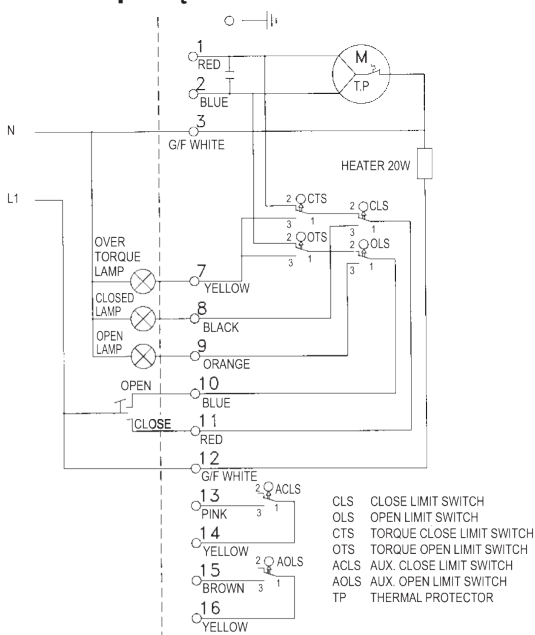 1
RED
M
T.P
2
BLUE
3
G/F WHITE
N
HEATER 20W
L1
2 CTS
2 CLS
3 1
2 OTS
3 1
2 OLS
3 1
3 1
OVER
TORQUE
LAMP
7
YELLOW
CLOSED
LAMP
8
BLACK
OPEN
LAMP
9
ORANGE
OPEN
10
BLUE
CLOSE
11
RED
12
G/F WHITE
2 ACLS
13
PINK
3 1
14
YELLOW
2 AOLS
15
BROWN
3 1
16
YELLOW
CLS CLOSE LIMIT SWITCH
OLS OPEN LIMIT SWITCH
CTS TORQUE CLOSE LIMIT SWITCH
OTS TORQUE OPEN LIMIT SWITCH
ACLS AUX. CLOSE LIMIT SWITCH
AOLS AUX. OPEN LIMIT SWITCH
TP THERMAL PROTECTOR